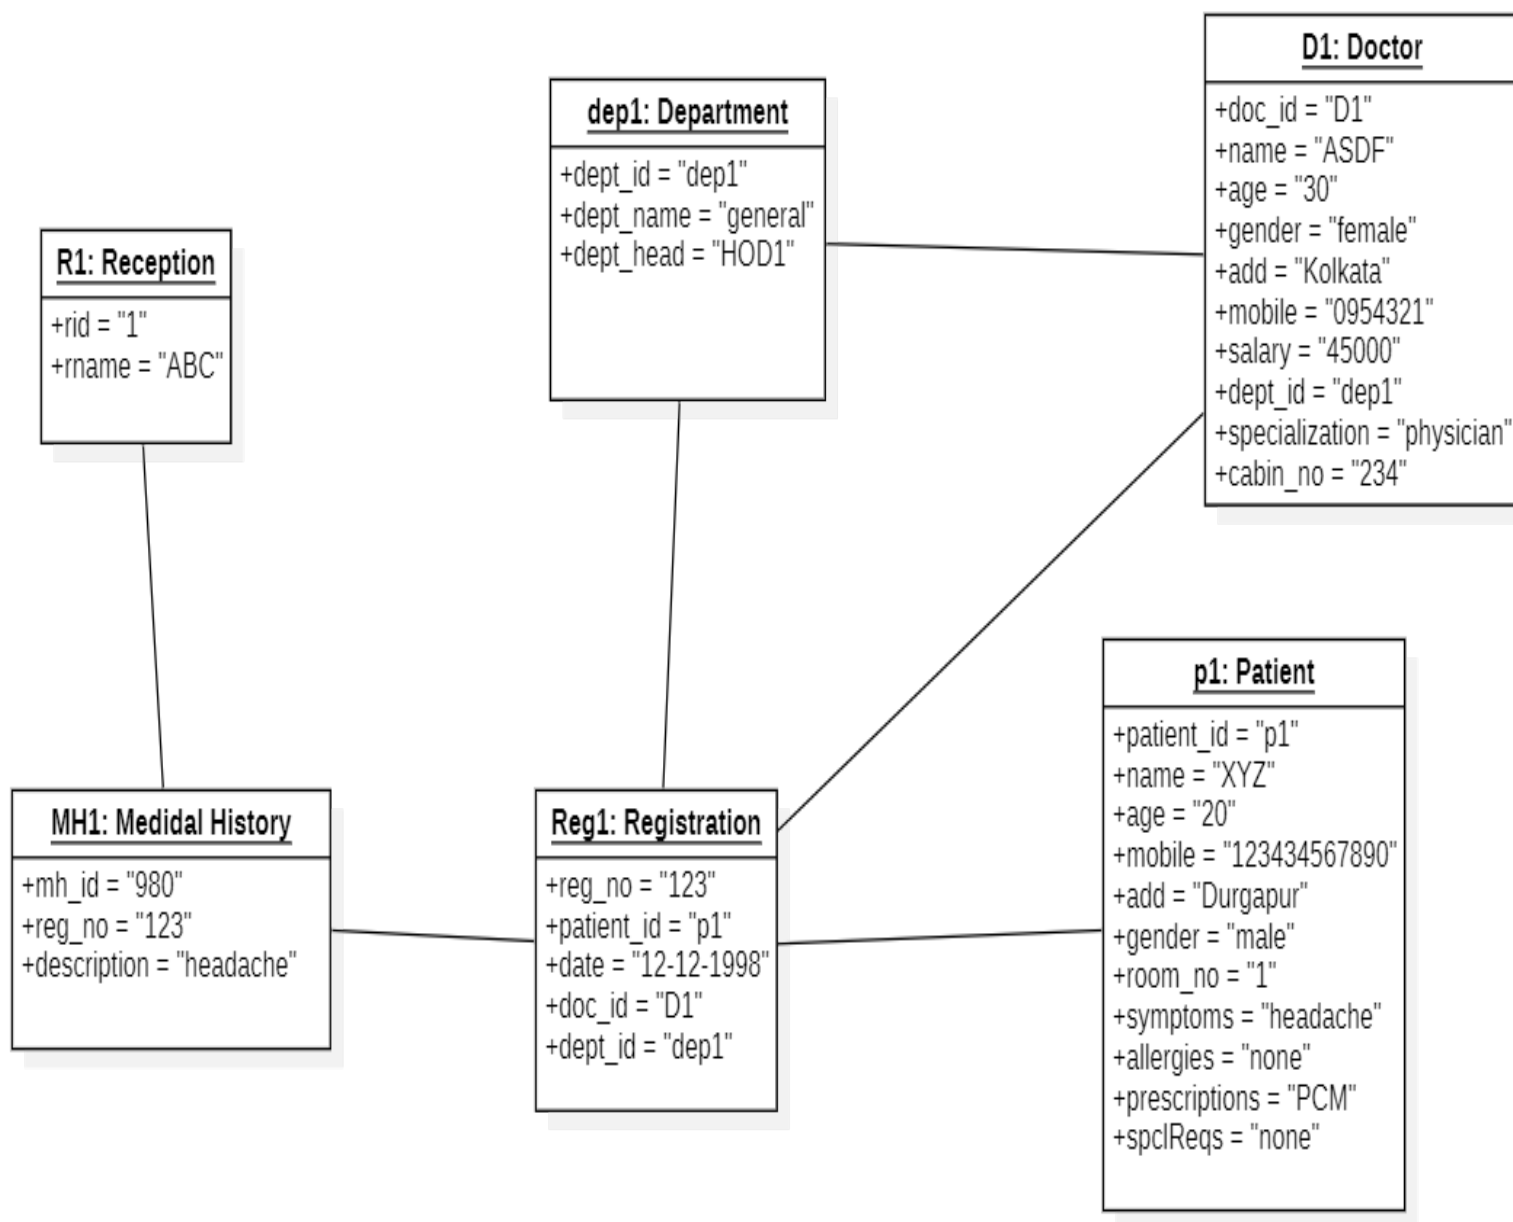 D1: Doctor
+doc_id = "D1"
+name = "ASDF"
+age = "30"
+gender = "female"
+add = "Kolkata"
+mobile = "0954321"
+salary = "45000"
+dept_id = "dep1"
+specialization = "physician"
+cabin_no = "234"
dep1: Department
+dept_id = "dep1"
+dept_name = "general"
+dept_head = "HOD1"
R1: Reception
+rid = "1"
+rname = "ABC"
MH1: Medidal History
+mh_id = "980"
+reg_no = "123"
+description = "headache"
Reg1: Registration
+reg_no = "123"
+patient_id = "p1"
+date = "12-12-1998"
+doc_id = "D1"
+dept_id = "dep1"
p1: Patient
+patient_id = "p1"
+name = "XYZ"
+age = "20"
+mobile = "123434567890"
+add = "Durgapur"
+gender = "male"
+room_no = "1"
+symptoms = "headache"
+allergies = "none"
+prescriptions = "PCM"
+spclReqs = "none"